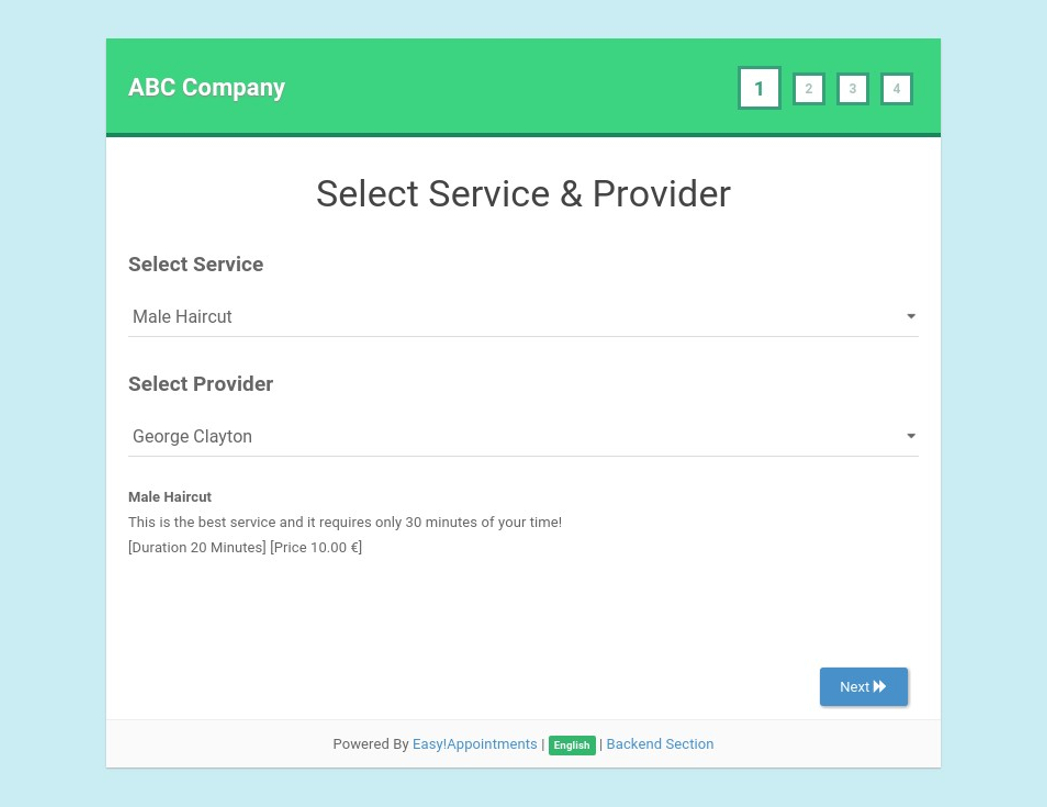 ABC Company
1 2 3 4
Select Service & Provider
Select Service
Male Haircut
Select Provider
George Clayton
Male Haircut
This is the best service and it requires only 30 minutes of your time!
[Duration 20 Minutes] [Price 10.00 €]
Next
Powered By Easy!Appointments | English | Backend Section